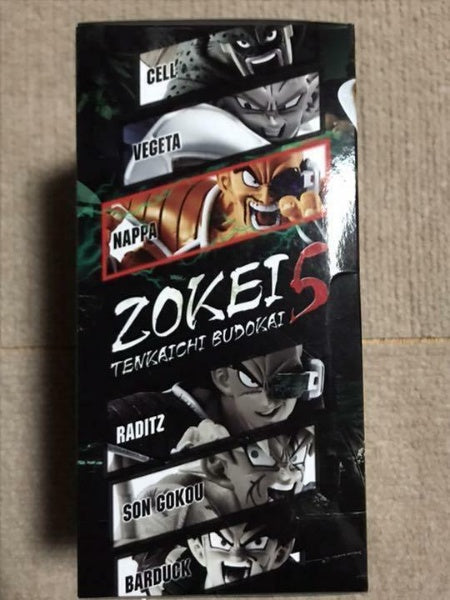 CELL
VEGETA
NAPPA
ZOKEI 5
TENKAICHI BUDOKAI
RADITZ
SON GOKOU
BARDUCK